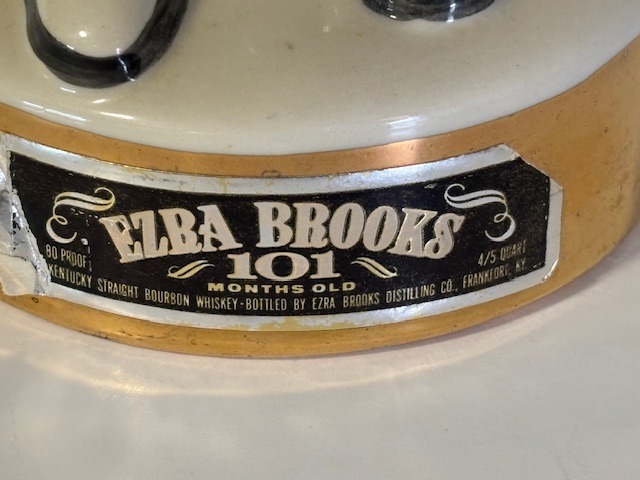 EZRA BROOKS
80 PROOF
101
4/5 QUART
MONTHS OLD
KENTUCKY STRAIGHT BOURBON WHISKEY-BOTTLED BY EZRA BROOKS DISTILLING CO., FRANKFORT, KY